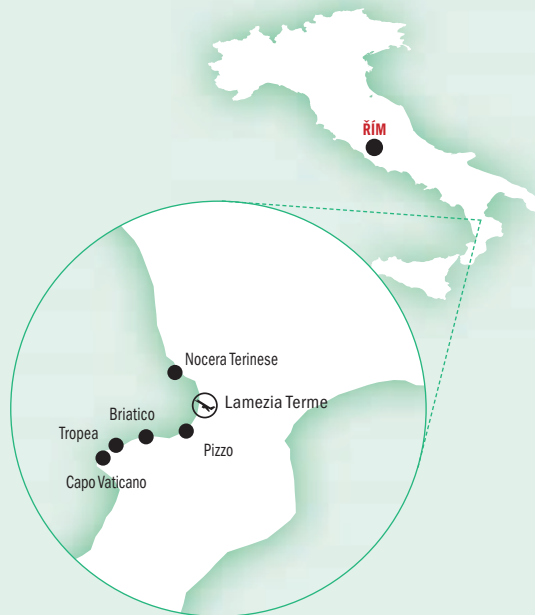 ŘÍM
Nocera Terinese
Lamezia Terme
Briatico
Tropea
Pizzo
Capo Vaticano